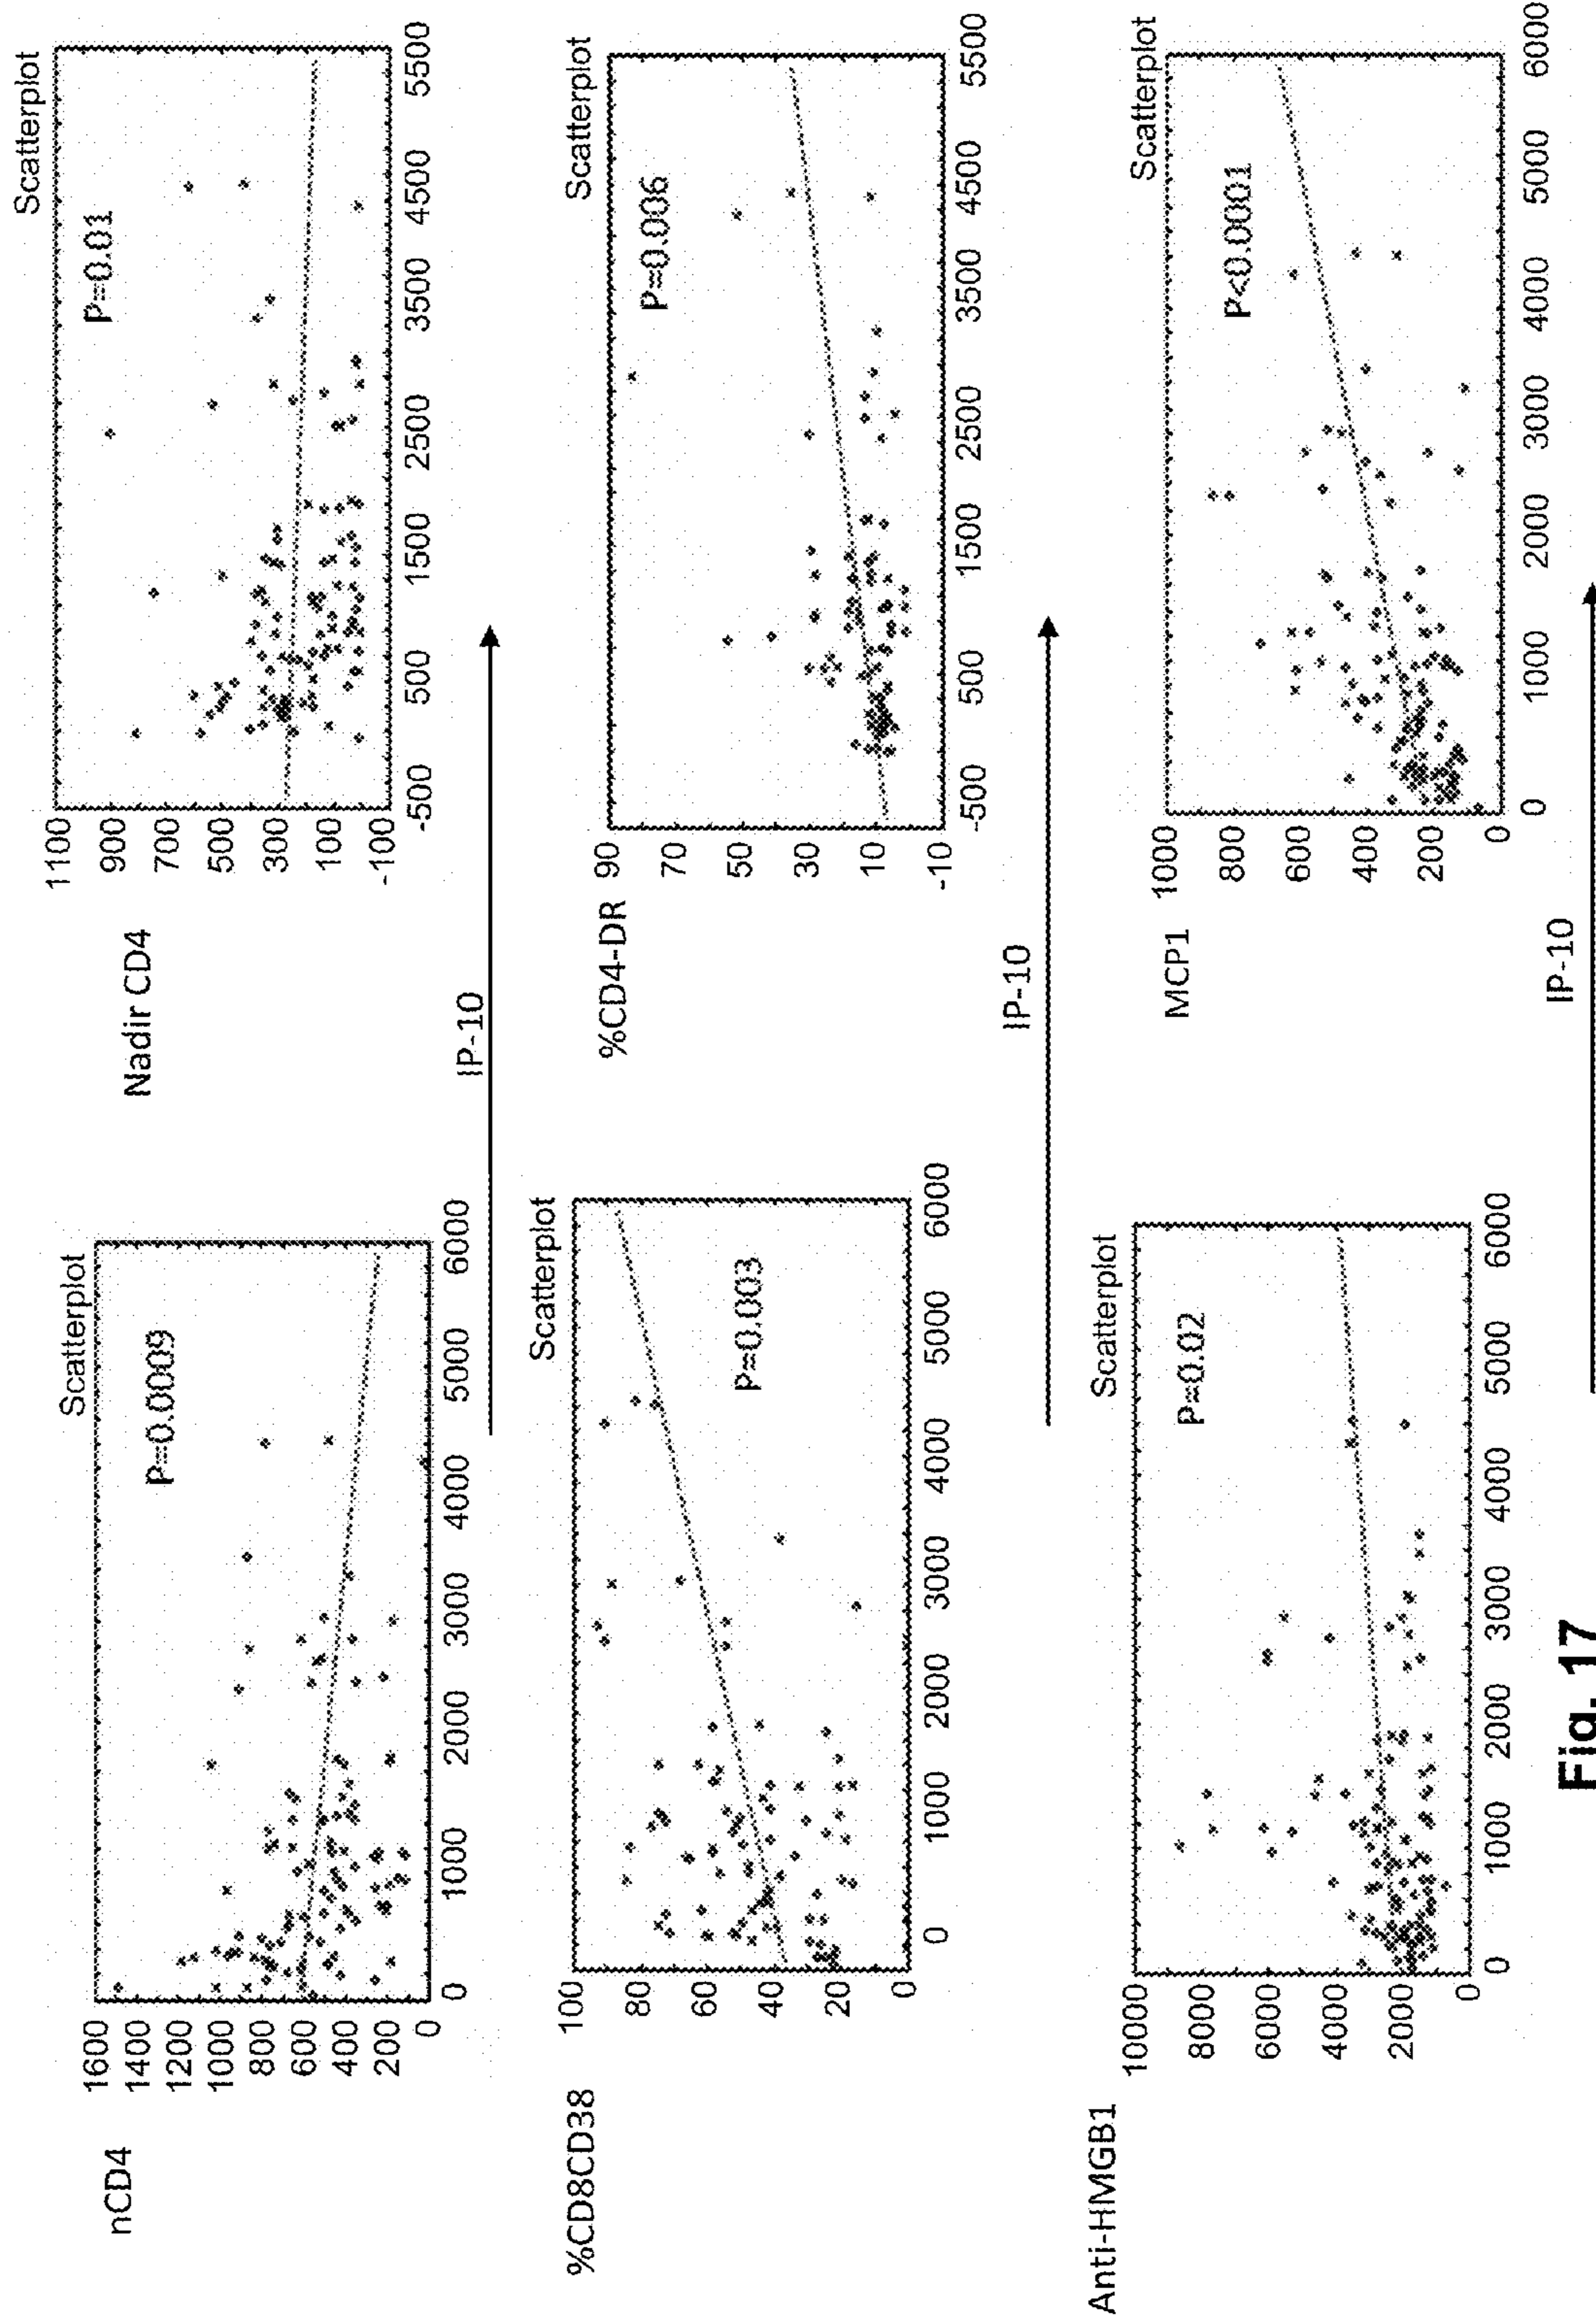 nCD4
Scatterplot
P=0.0009
1600
1400
1200
1000
800
600
400
200
0
0 1000 2000 3000 4000 5000 6000
Nadir CD4
Scatterplot
P=0.01
1100
900
700
500
300
100
-100
-500 500 1500 2500 3500 4500 5500
IP-10
%CD8CD38
Scatterplot
P=0.003
100
80
60
40
20
0
0 1000 2000 3000 4000 5000 6000
%CD4-DR
Scatterplot
P=0.006
90
70
50
30
10
-10
-500 500 1500 2500 3500 4500 5500
IP-10
Anti-HMGB1
Scatterplot
P=0.02
10000
8000
6000
4000
2000
0
0 1000 2000 3000 4000 5000 6000
MCP1
Scatterplot
P<0.0001
1000
800
600
400
200
0
0 1000 2000 3000 4000 5000 6000
IP-10
Fig. 17